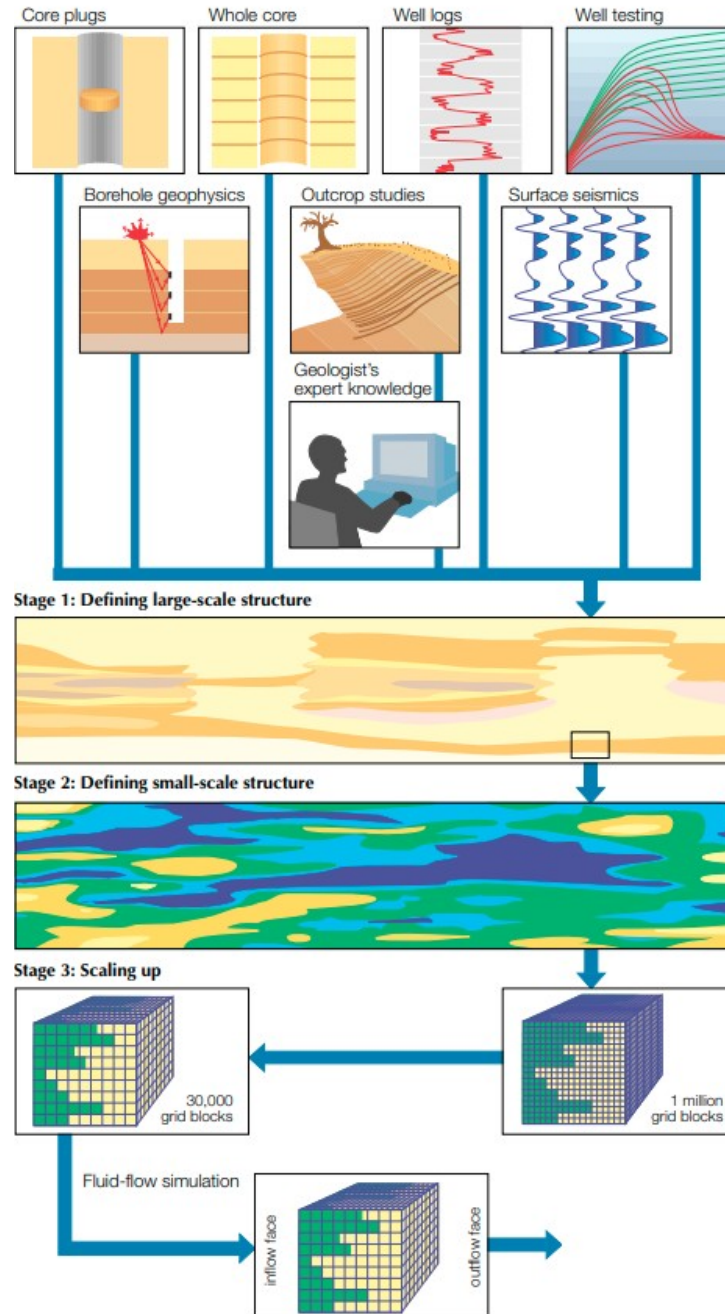 Core plugs
Whole core
Well logs
Well testing
Borehole geophysics
Outcrop studies
Surface seismics
Geologist's
expert knowledge
Stage 1: Defining large-scale structure
Stage 2: Defining small-scale structure
Stage 3: Scaling up
30,000
grid blocks
1 million
grid blocks
Fluid-flow simulation
inflow face
outflow face